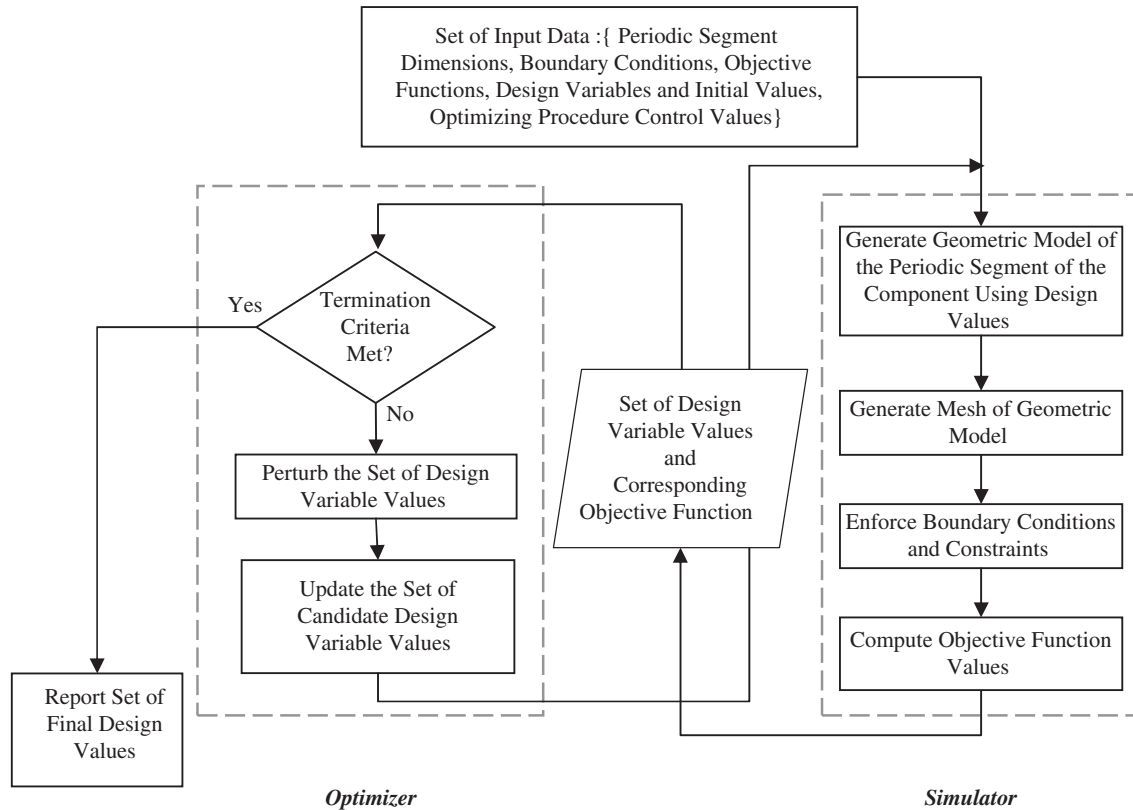 Set of Input Data :{ Periodic Segment
Dimensions, Boundary Conditions, Objective
Functions, Design Variables and Initial Values,
Optimizing Procedure Control Values}
Generate Geometric Model of
the Periodic Segment of the
Component Using Design
Values
Generate Mesh of Geometric
Model
Enforce Boundary Conditions
and Constraints
Compute Objective Function
Values
Set of Design
Variable Values
and
Corresponding
Objective Function
Termination
Criteria
Met?
Yes
No
Perturb the Set of Design
Variable Values
Update the Set of
Candidate Design
Variable Values
Report Set of
Final Design
Values
Optimizer
Simulator